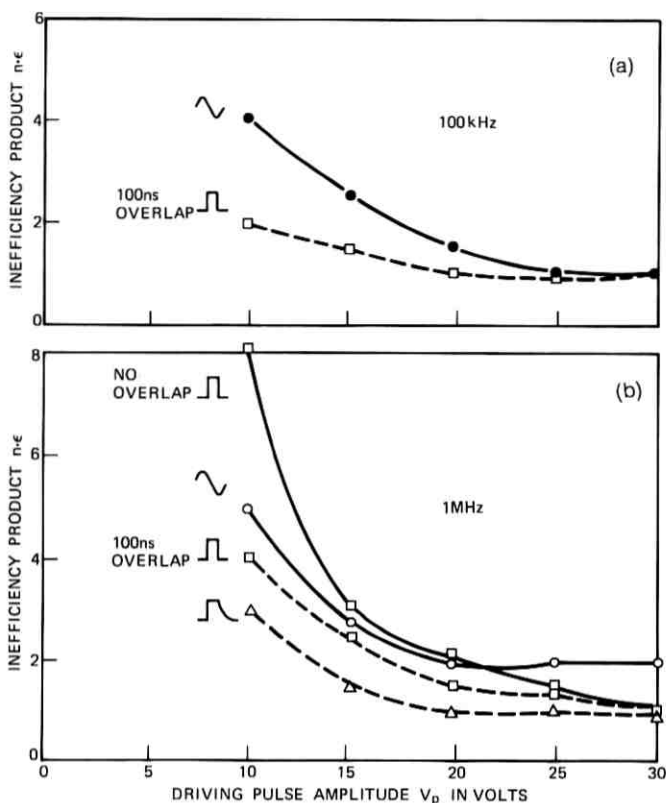 6
(a)
4
100kHz
100ns
OVERLAP
2
0
INEFFICIENCY PRODUCT n·ϵ
8
NO
OVERLAP
(b)
6
1MHz
100ns
OVERLAP
4
2
0
INEFFICIENCY PRODUCT n·ϵ
0 5 10 15 20 25 30
DRIVING PULSE AMPLITUDE Vp IN VOLTS